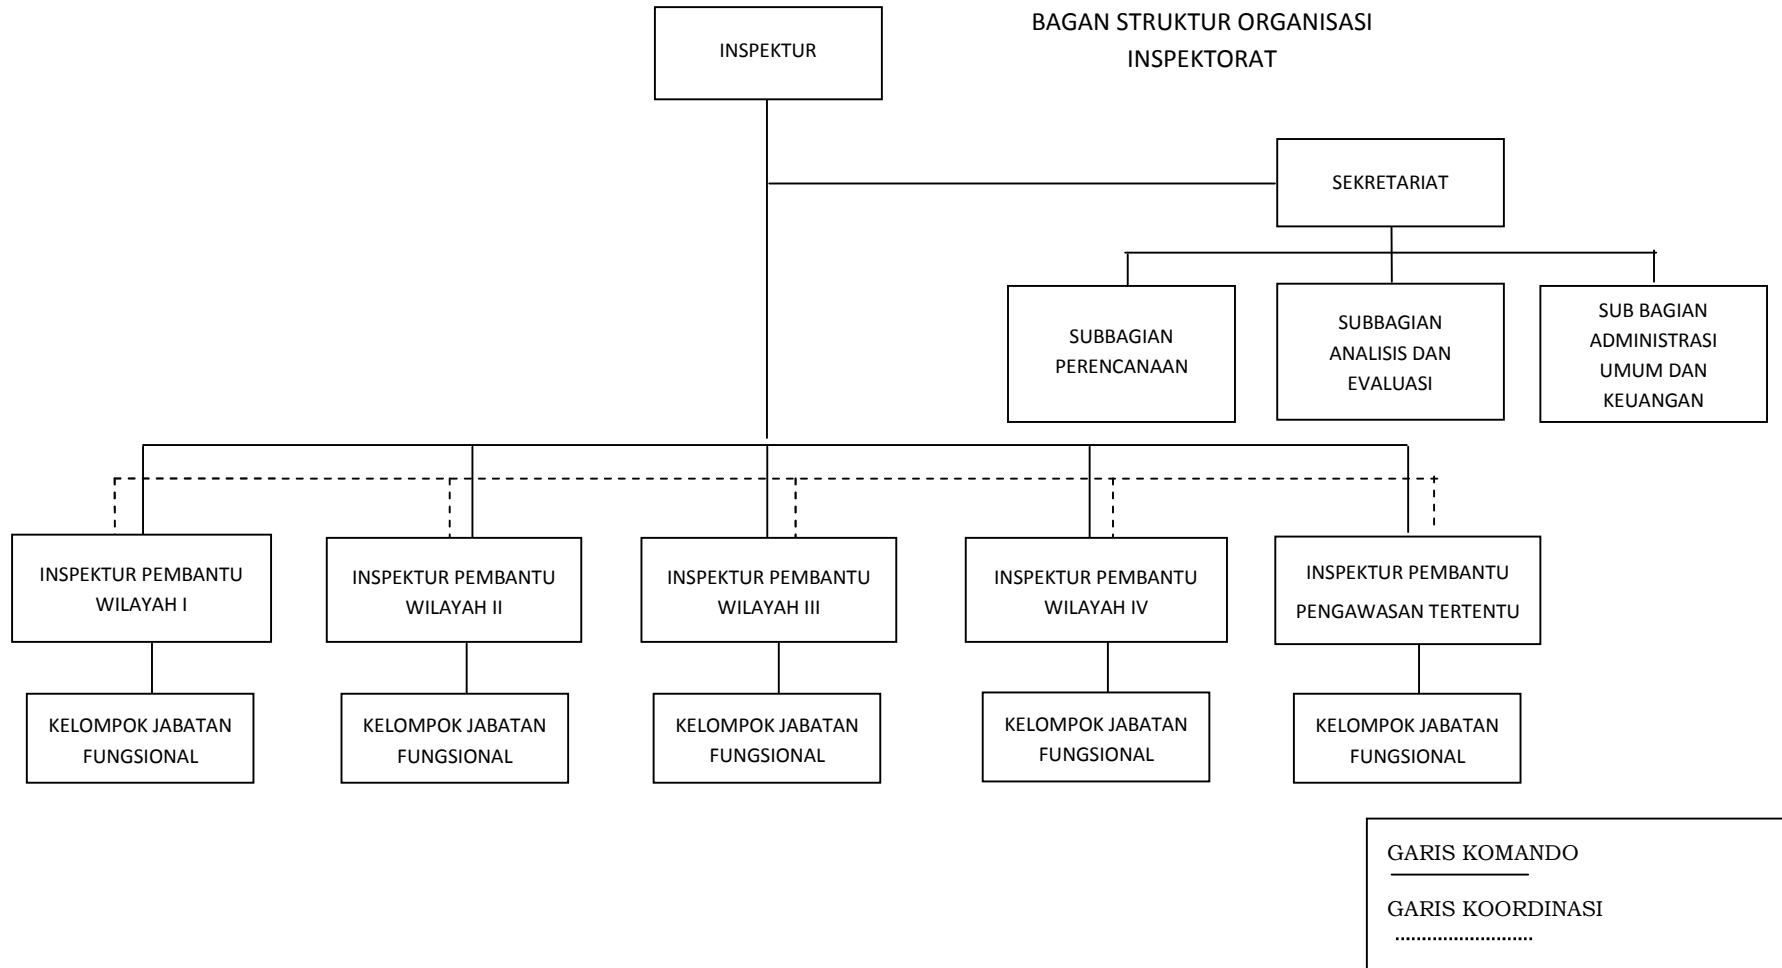 BAGAN STRUKTUR ORGANISASI
INSPEKTORAT
INSPEKTUR
SEKRETARIAT
SUBBAGIAN
PERENCANAAN
SUBBAGIAN
ANALISIS DAN
EVALUASI
SUB BAGIAN
ADMINISTRASI
UMUM DAN
KEUANGAN
INSPEKTUR PEMBANTU
WILAYAH I
INSPEKTUR PEMBANTU
WILAYAH II
INSPEKTUR PEMBANTU
WILAYAH III
INSPEKTUR PEMBANTU
WILAYAH IV
INSPEKTUR PEMBANTU
PENGAWASAN TERTENTU
KELOMPOK JABATAN
FUNGSIONAL
KELOMPOK JABATAN
FUNGSIONAL
KELOMPOK JABATAN
FUNGSIONAL
KELOMPOK JABATAN
FUNGSIONAL
KELOMPOK JABATAN
FUNGSIONAL
GARIS KOMANDO
GARIS KOORDINASI